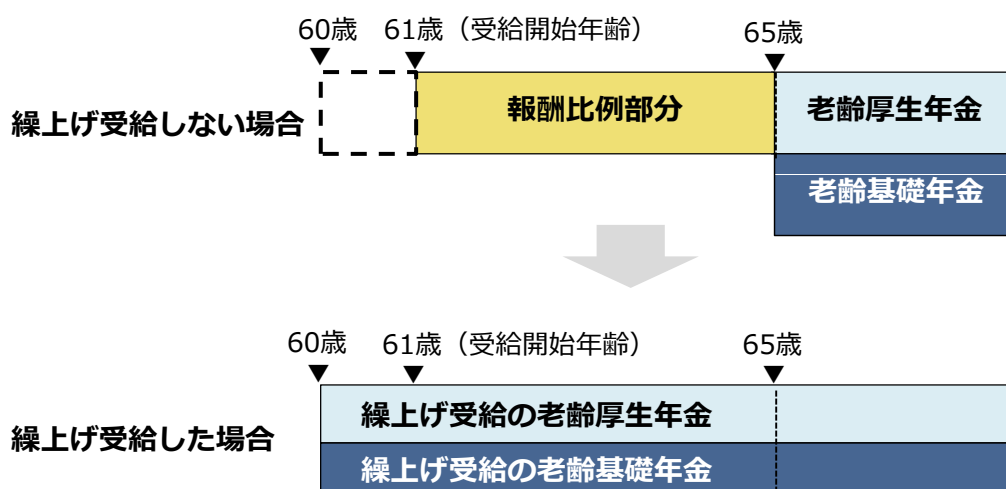 60歳 61歳（受給開始年齢） 65歳
繰上げ受給しない場合
報酬比例部分
老齢厚生年金
老齢基礎年金
60歳 61歳（受給開始年齢） 65歳
繰上げ受給した場合
繰上げ受給の老齢厚生年金
繰上げ受給の老齢基礎年金